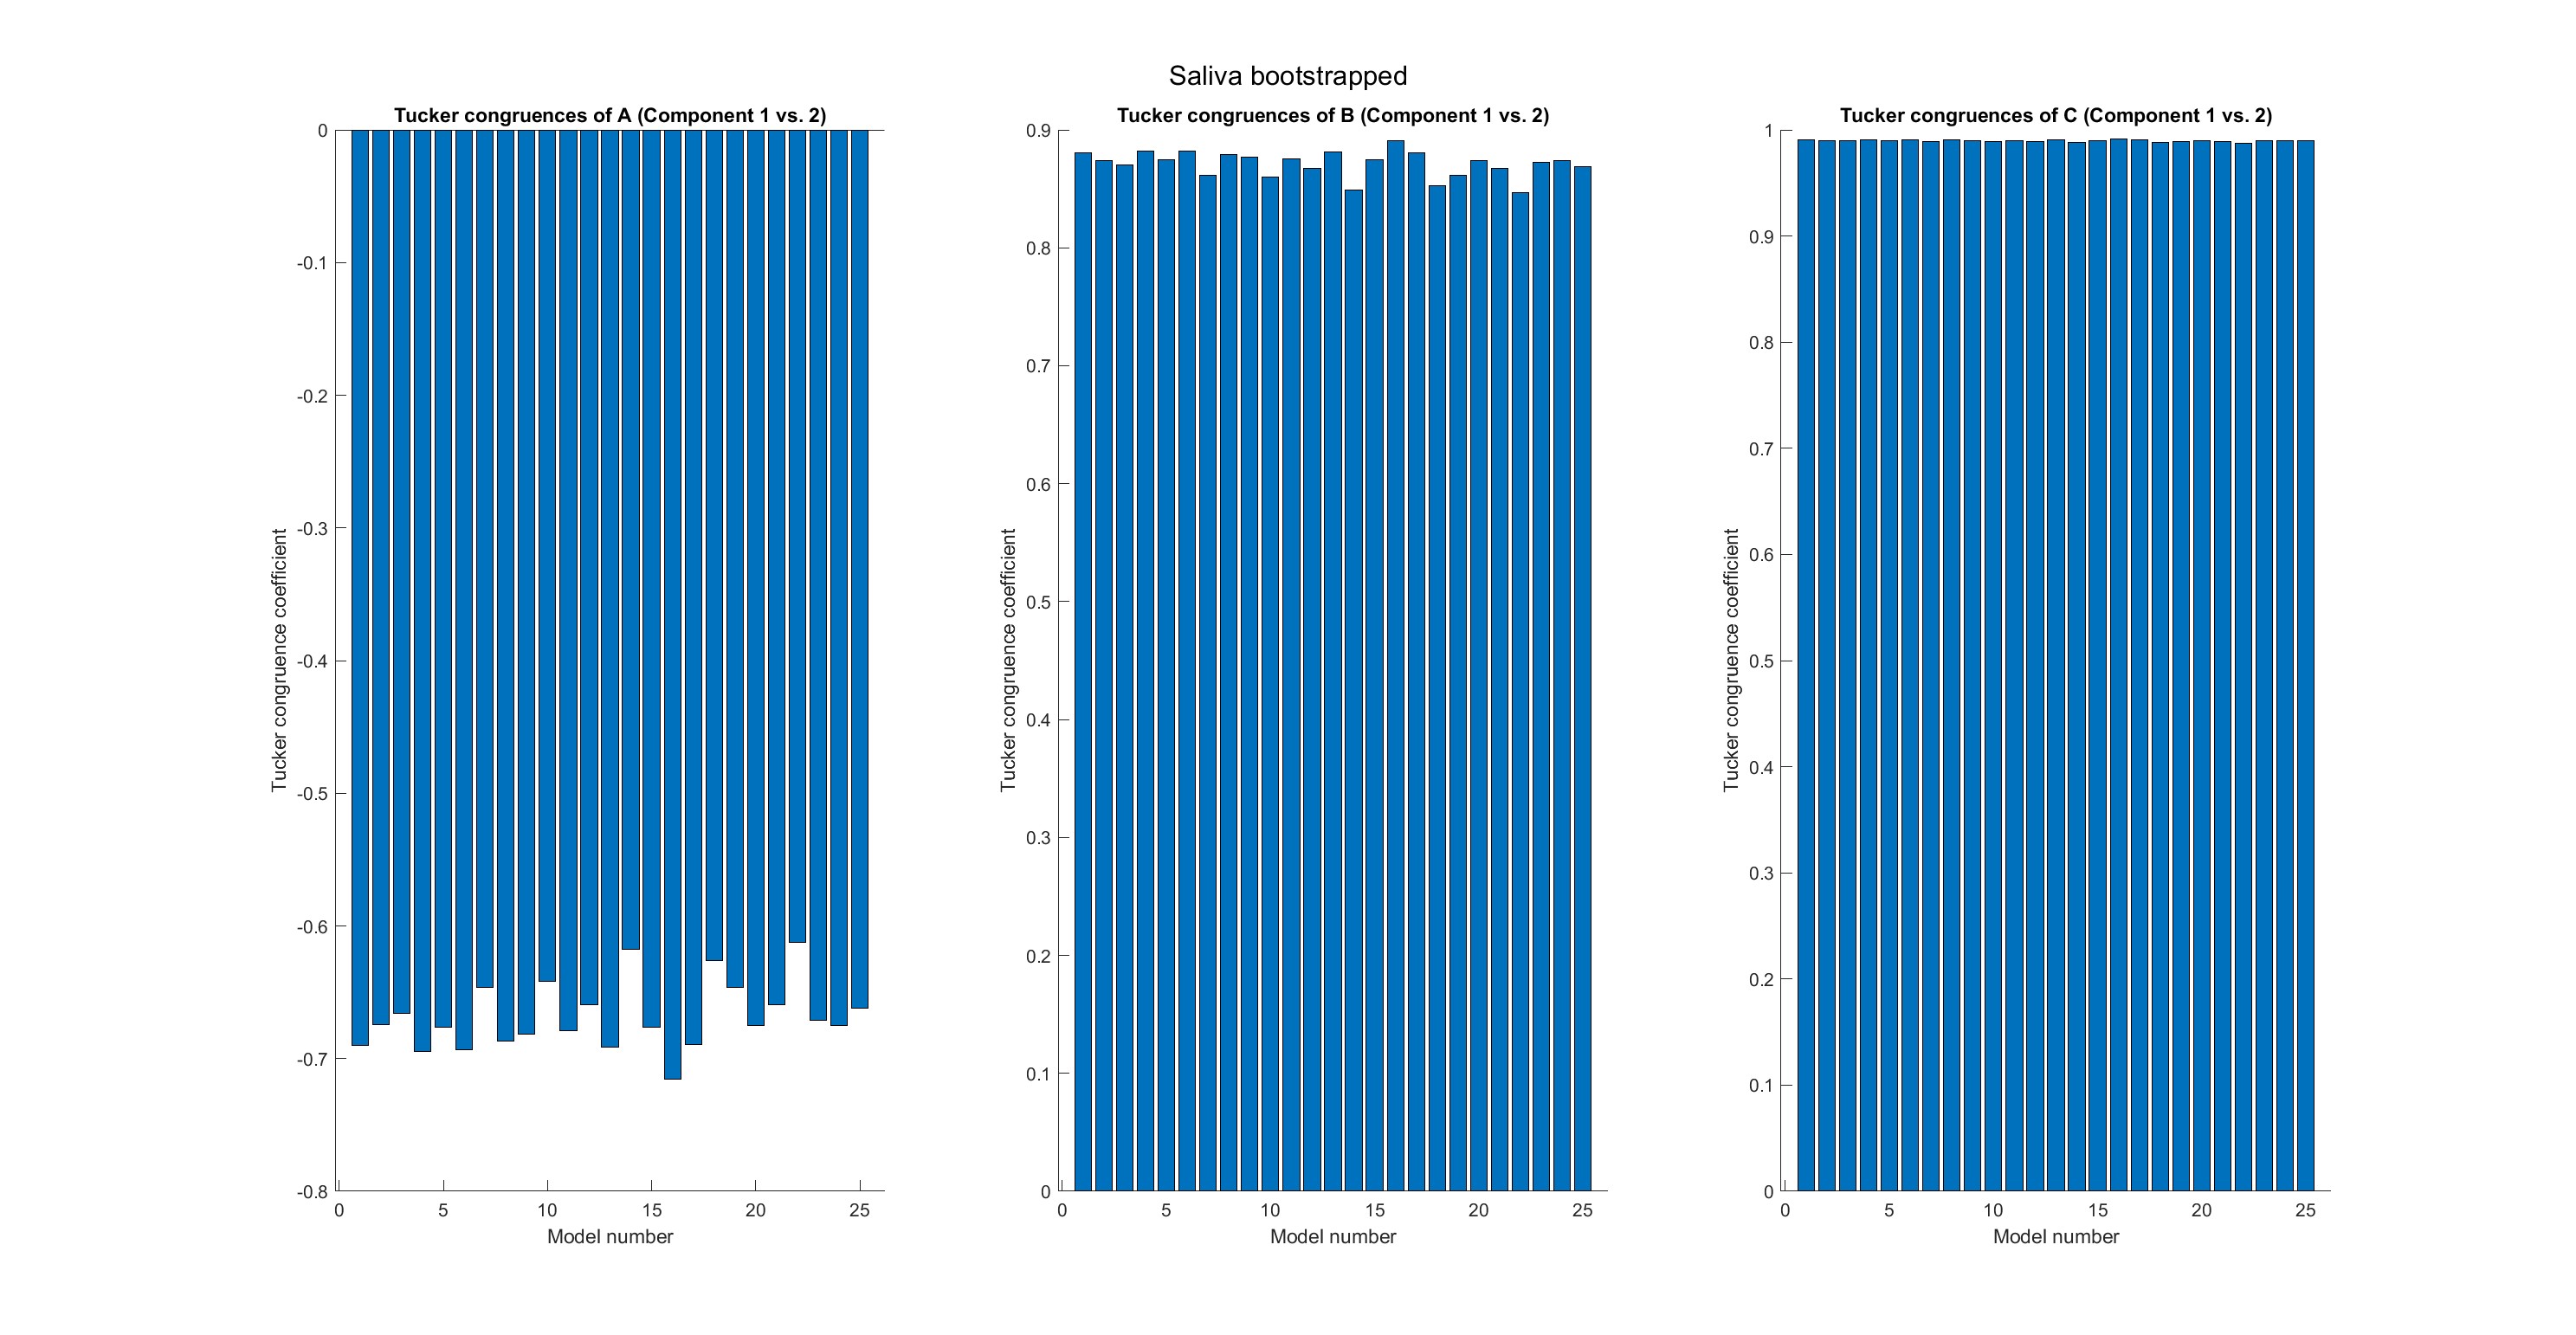 Saliva bootstrapped
Tucker congruences of A (Component 1 vs. 2)
Tucker congruence coefficient
0
-0.1
-0.2
-0.3
-0.4
-0.5
-0.6
-0.7
-0.8
0 5 10 15 20 25
Model number
Tucker congruences of B (Component 1 vs. 2)
Tucker congruence coefficient
0.9
0.8
0.7
0.6
0.5
0.4
0.3
0.2
0.1
0
0 5 10 15 20 25
Model number
Tucker congruences of C (Component 1 vs. 2)
Tucker congruence coefficient
1
0.9
0.8
0.7
0.6
0.5
0.4
0.3
0.2
0.1
0
0 5 10 15 20 25
Model number